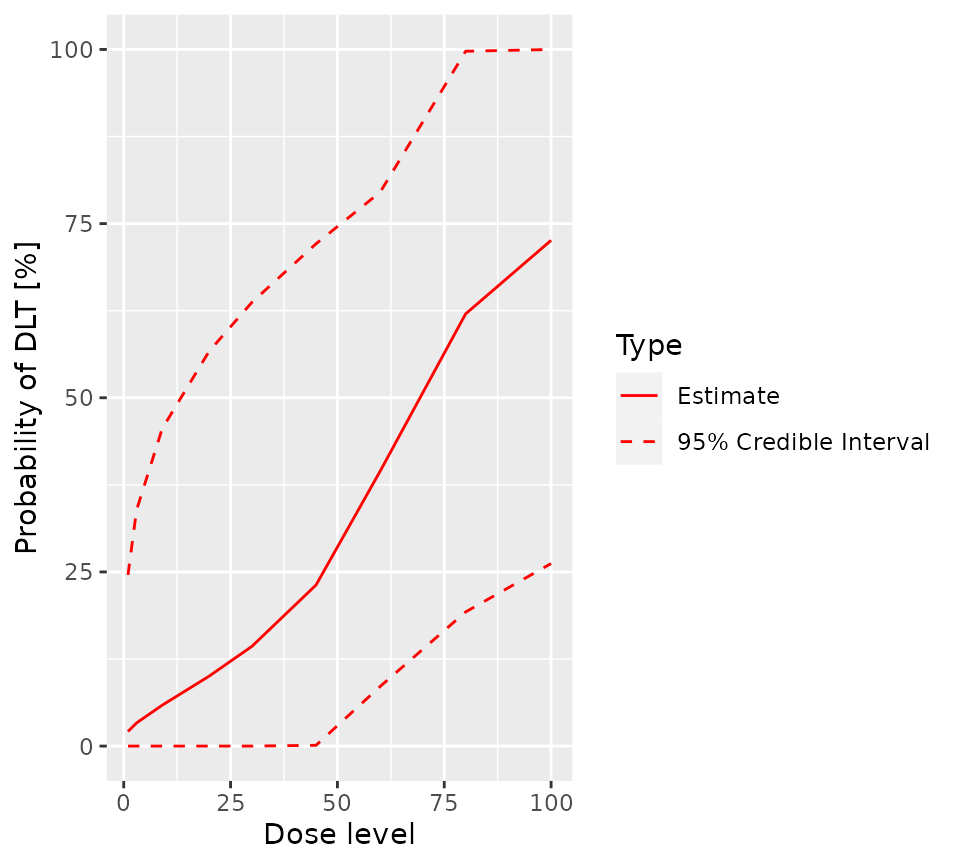 Probability of DLT [%]
100
75
50
25
0
0 25 50 75 100
Dose level
Type
Estimate
95% Credible Interval